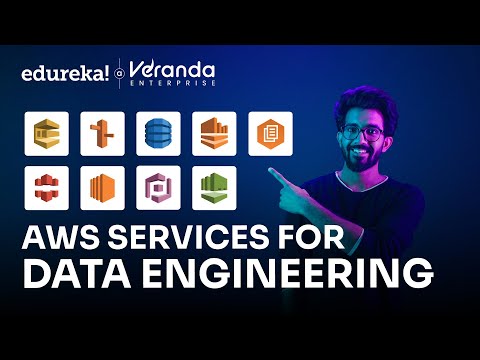 edureka! a Veranda
ENTERPRISE
AWS SERVICES FOR
DATA ENGINEERING